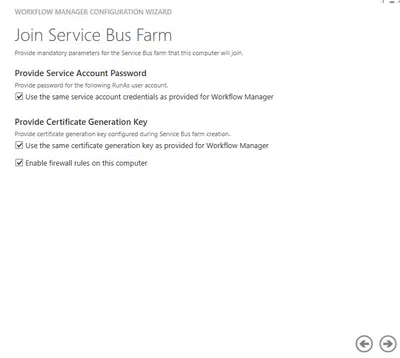 WORKFLOW MANAGER CONFIGURATION WIZARD
Join Service Bus Farm
Provide mandatory parameters for the Service Bus farm that this computer will join.
Provide Service Account Password
Provide password for the following RunAs user account.
Use the same service account credentials as provided for Workflow Manager
Provide Certificate Generation Key
Provide certificate generation key configured during Service Bus farm creation.
Use the same certificate generation key as provided for Workflow Manager
Enable firewall rules on this computer